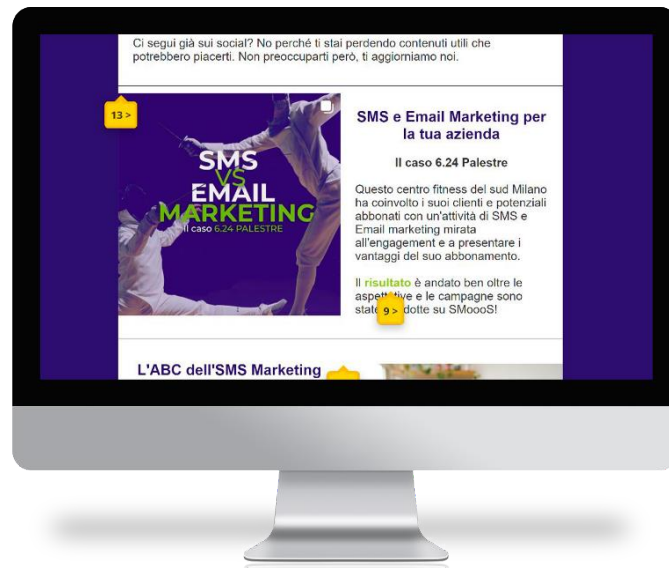 Ci segui già sui social? No perché ti stai perdendo contenuti utili che
potrebbero piacerti. Non preoccuparti però, ti aggiorniamo noi.
13 >
SMS
VS
EMAIL
MARKETING
Il caso 6.24 PALESTRE
SMS e Email Marketing per
la tua azienda
Il caso 6.24 Palestre
Questo centro fitness del sud Milano
ha coinvolto i suoi clienti e potenziali
abbonati con un'attività di SMS e
Email marketing mirata
all'engagement e a presentare i
vantaggi del suo abbonamento.
Il risultato è andato ben oltre le
aspettative e le campagne sono
9 > dotte su SMoooS!
L'ABC dell'SMS Marketing